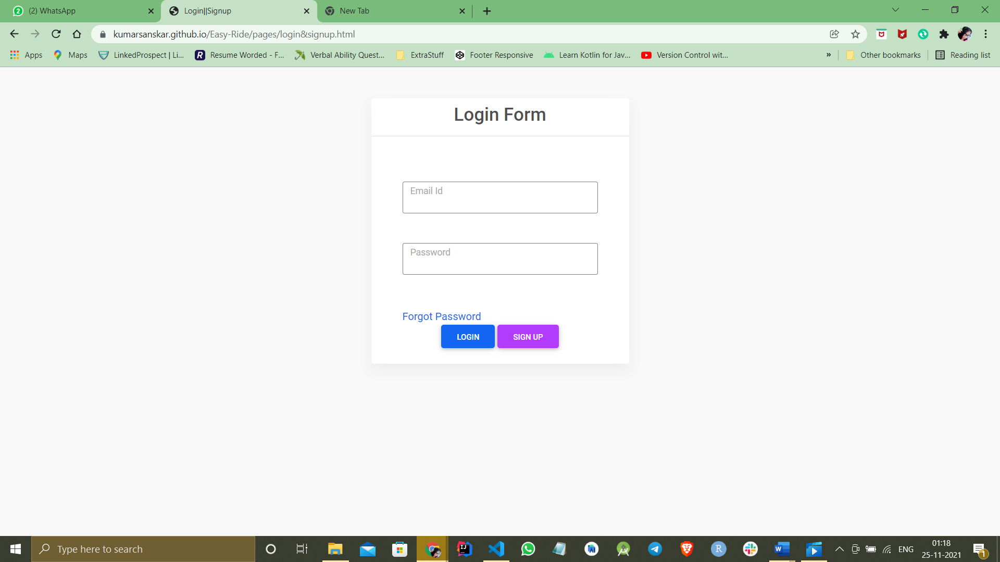 (2) WhatsApp
Login||Signup
New Tab
kumarsanskar.github.io/Easy-Ride/pages/login&signup.html
Apps
Maps
LinkedProspect | Li...
Resume Worded - F...
Verbal Ability Quest...
ExtraStuff
Footer Responsive
Learn Kotlin for Jav...
Version Control wit...
»
Other bookmarks
Reading list
Login Form
Email Id
Password
Forgot Password
LOGIN
SIGN UP
Type here to search
ENG
01:18
25-11-2021
1